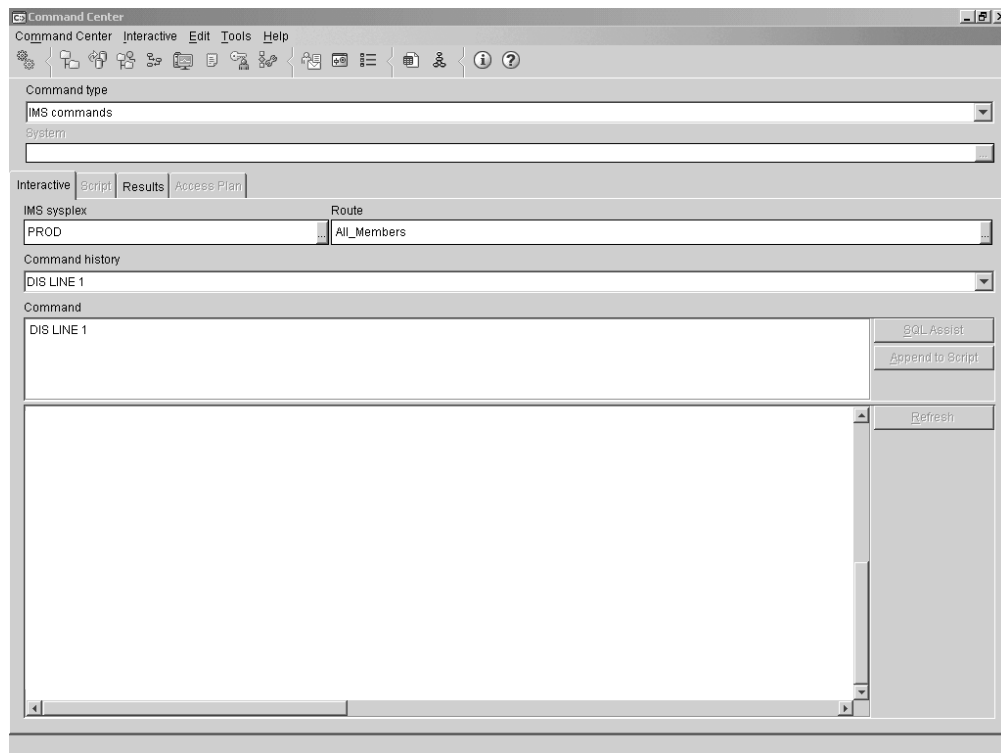 Command Center
Command Center Interactive Edit Tools Help
Command type
IMS commands
System
...
Interactive Script Results Access Plan
IMS sysplex Route
PROD ... All_Members ...
Command history
DIS LINE 1
Command
DIS LINE 1
SQL Assist
Append to Script
Refresh